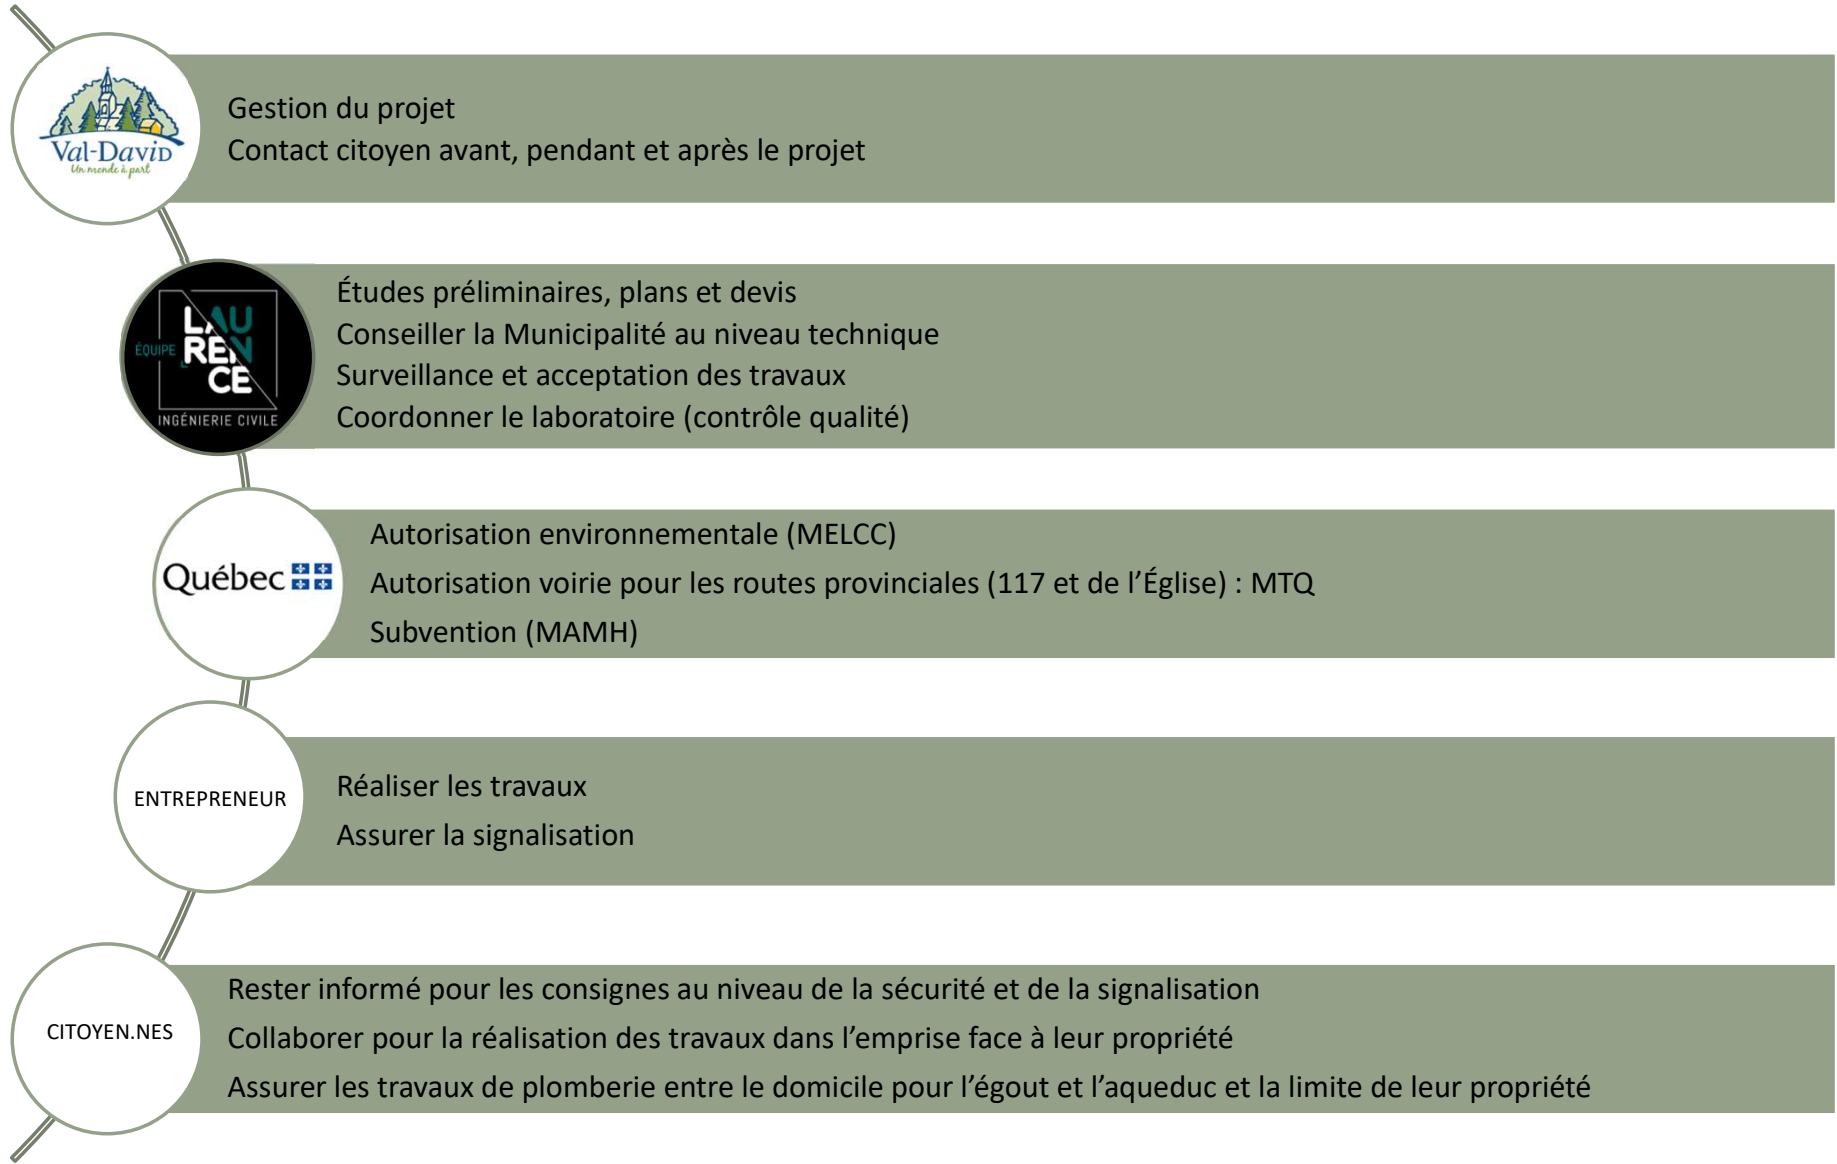 Val-David
Un monde à part
Gestion du projet
Contact citoyen avant, pendant et après le projet
ÉQUIPE
LAU
REN
CE
INGÉNIERIE CIVILE
Études préliminaires, plans et devis
Conseiller la Municipalité au niveau technique
Surveillance et acceptation des travaux
Coordonner le laboratoire (contrôle qualité)
Québec
Autorisation environnementale (MELCC)
Autorisation voirie pour les routes provinciales (117 et de l’Église) : MTQ
Subvention (MAMH)
ENTREPRENEUR
Réaliser les travaux
Assurer la signalisation
CITOYEN.NES
Rester informé pour les consignes au niveau de la sécurité et de la signalisation
Collaborer pour la réalisation des travaux dans l’emprise face à leur propriété
Assurer les travaux de plomberie entre le domicile pour l’égout et l’aqueduc et la limite de leur propriété